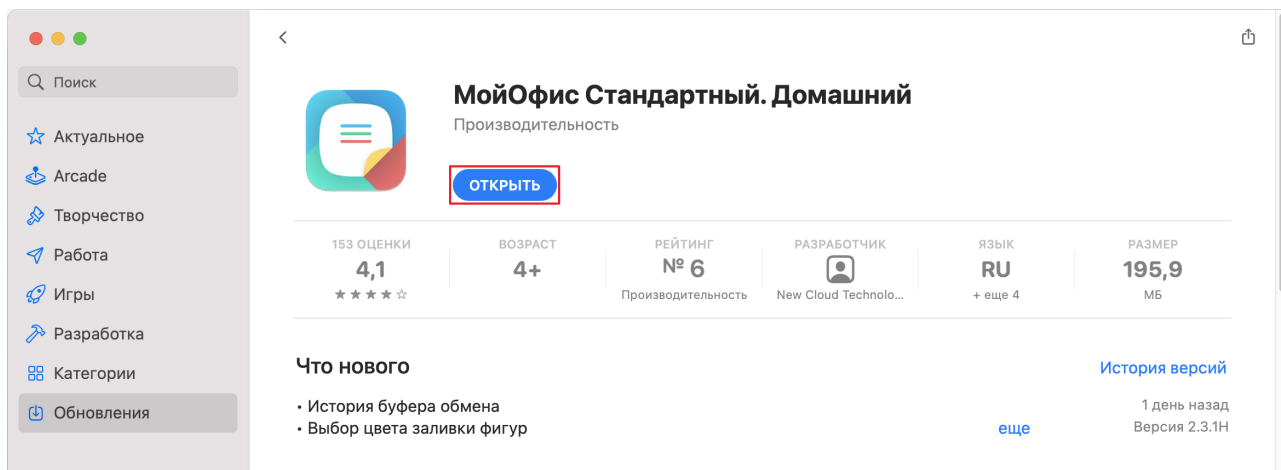 Поиск
Актуальное
Arcade
Творчество
Работа
Игры
Разработка
Категории
Обновления
МойОфис Стандартный. Домашний
Производительность
ОТКРЫТЬ
153 ОЦЕНКИ
4,1
★★★★☆
ВОЗРАСТ
4+
РЕЙТИНГ
№ 6
Производительность
РАЗРАБОТЧИК
New Cloud Technolo...
ЯЗЫК
RU
+ еще 4
РАЗМЕР
195,9
МБ
Что нового
История версий
• История буфера обмена
• Выбор цвета заливки фигур
еще
1 день назад
Версия 2.3.1H